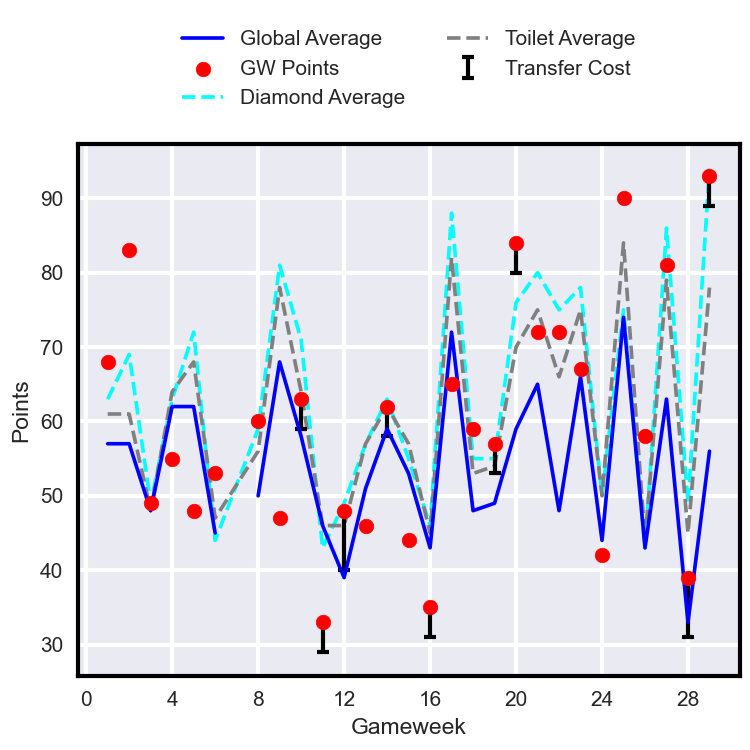 Global Average
GW Points
Diamond Average
Toilet Average
Transfer Cost
Points
90
80
70
60
50
40
30
0 4 8 12 16 20 24 28
Gameweek